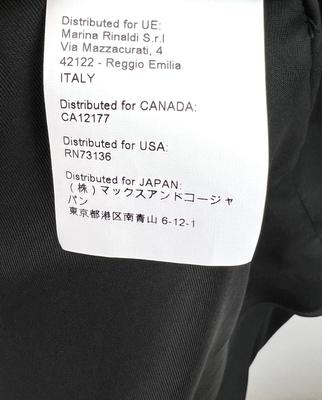 Distributed for UE:
Marina Rinaldi S.r.l
Via Mazzacurati, 4
42122 - Reggio Emilia
ITALY
Distributed for CANADA:
CA12177
Distributed for USA:
RN73136
Distributed for JAPAN:
(株)マックスアンドコージャ
パン
東京都港区南青山 6-12-1